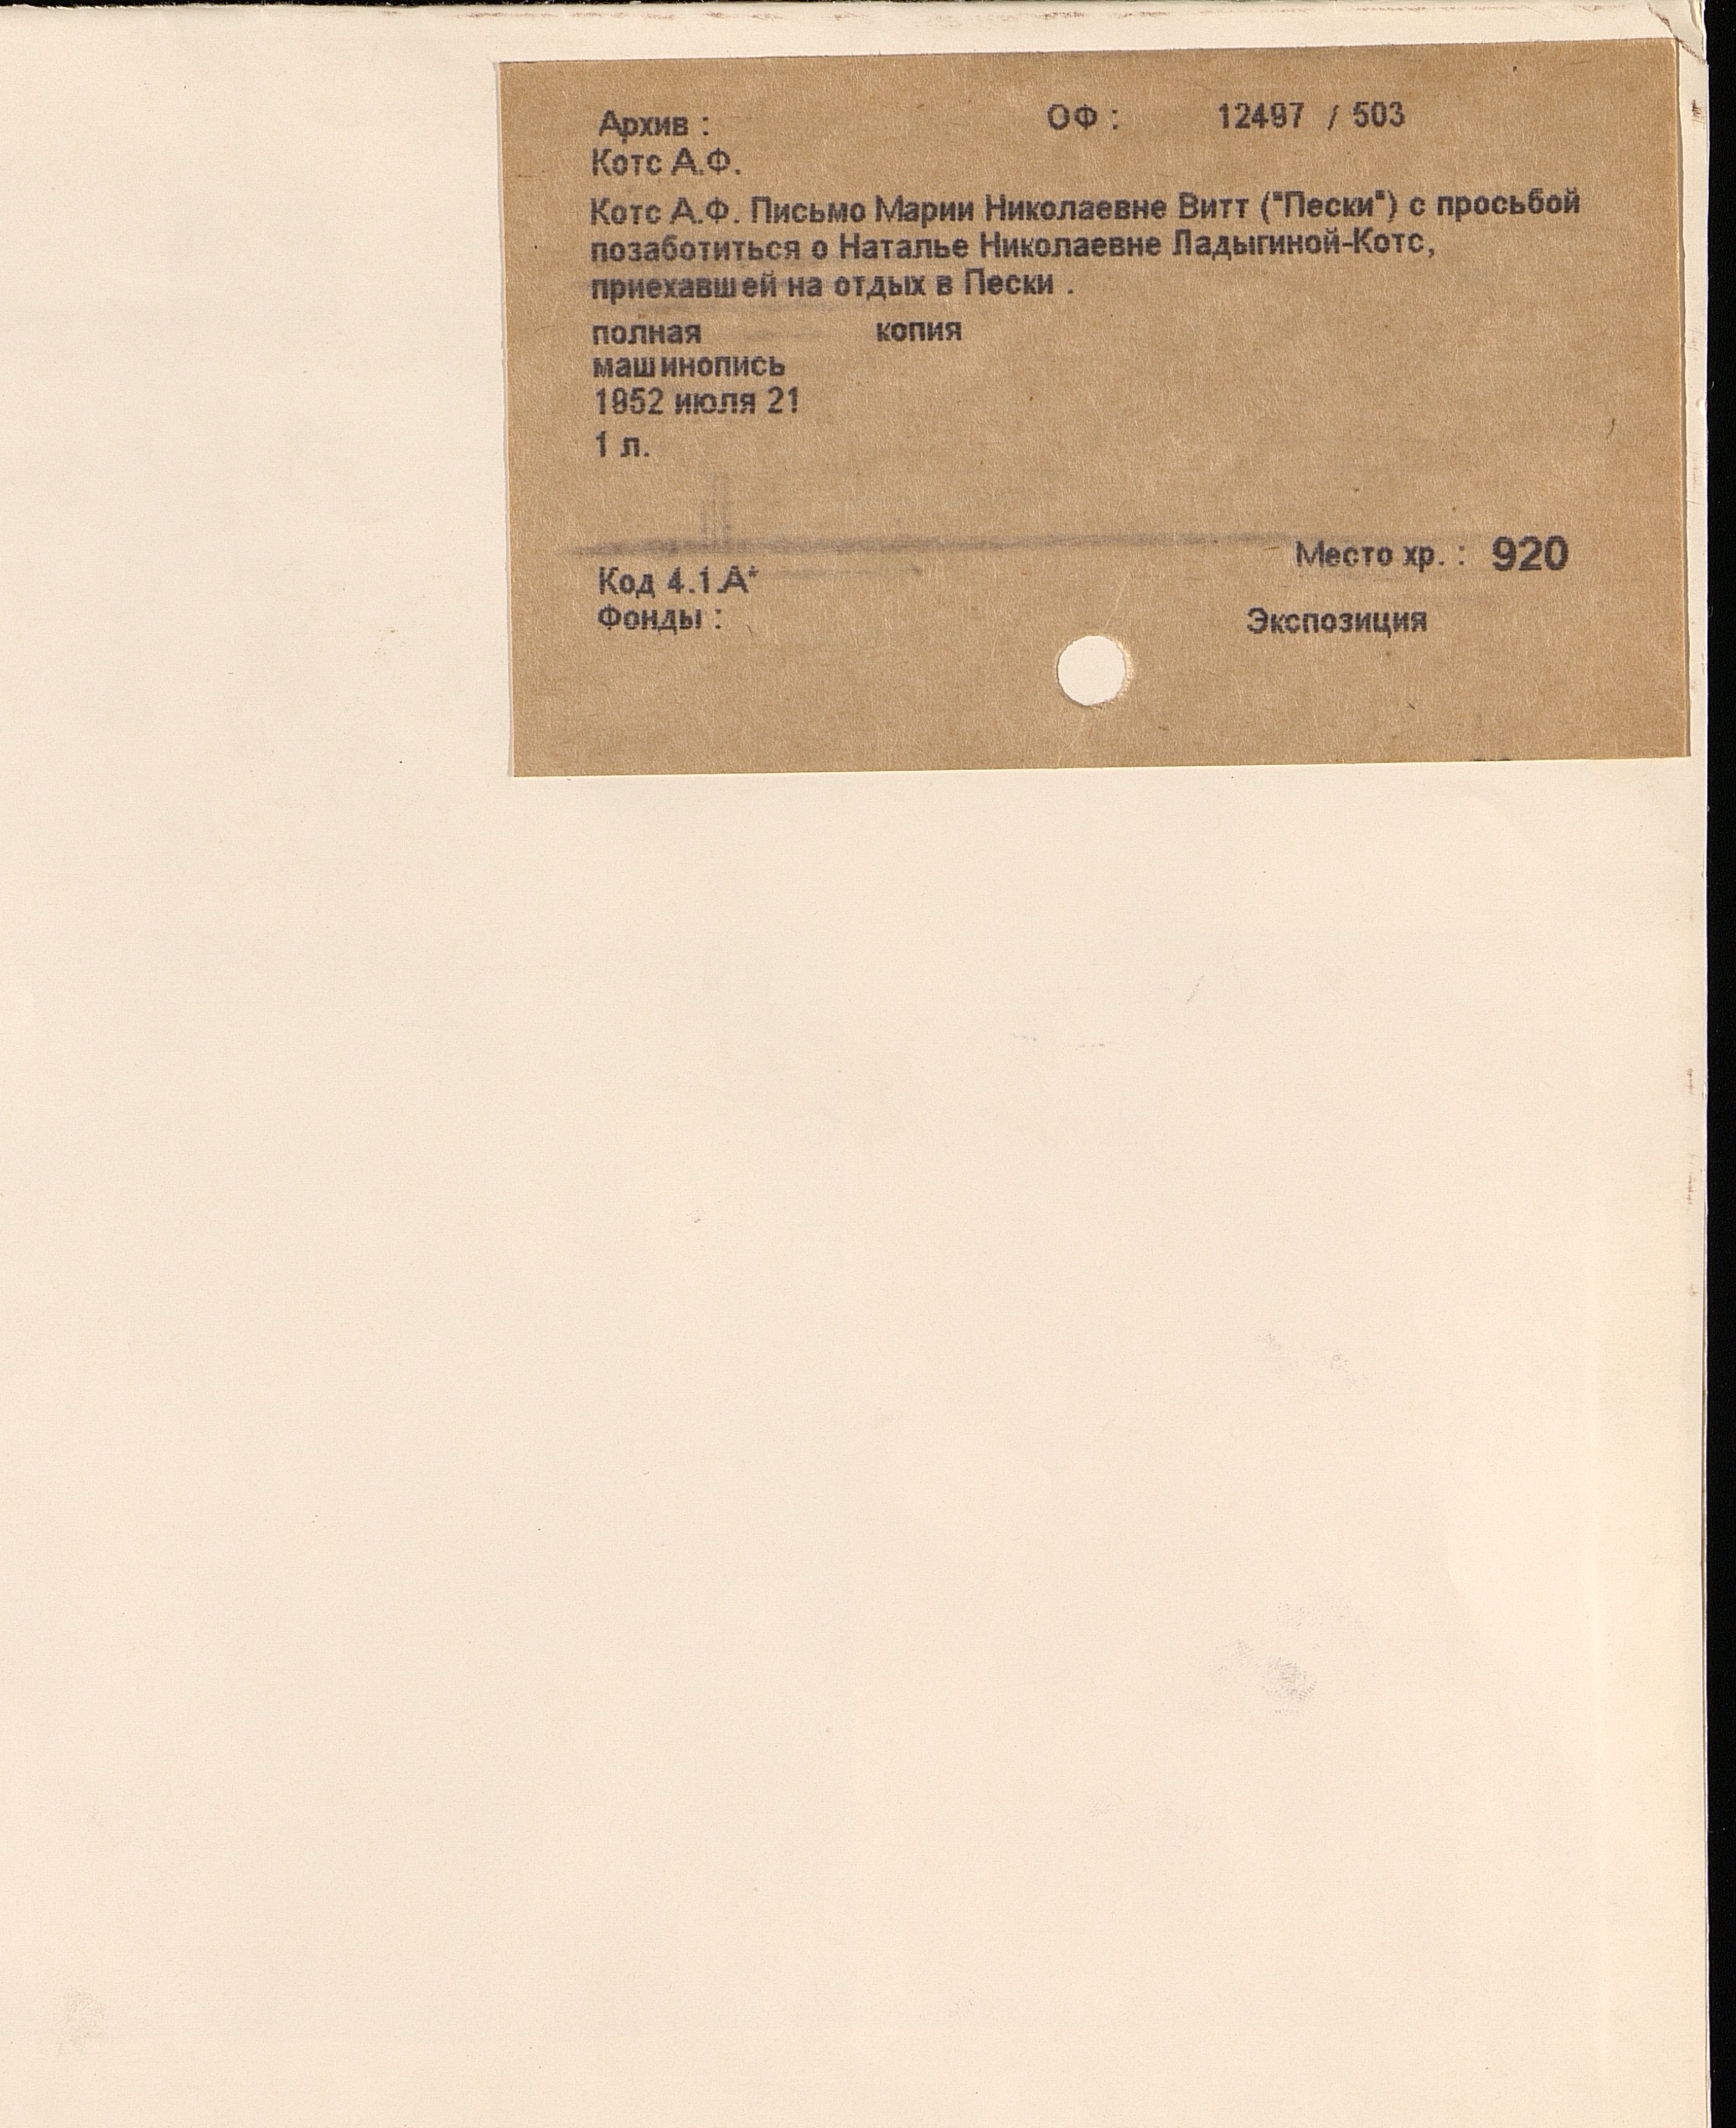 Архив : ОФ : 12497 / 503
Котс А.Ф.
Котс А.Ф. Письмо Марии Николаевне Витт ("Пески") с просьбой
позаботиться о Наталье Николаевне Ладыгиной-Котс,
приехавшей на отдых в Пески .
полная копия
машинопись
1952 июля 21
1 л.
Место хр. : 920
Код 4.1.А*
Фонды : Экспозиция